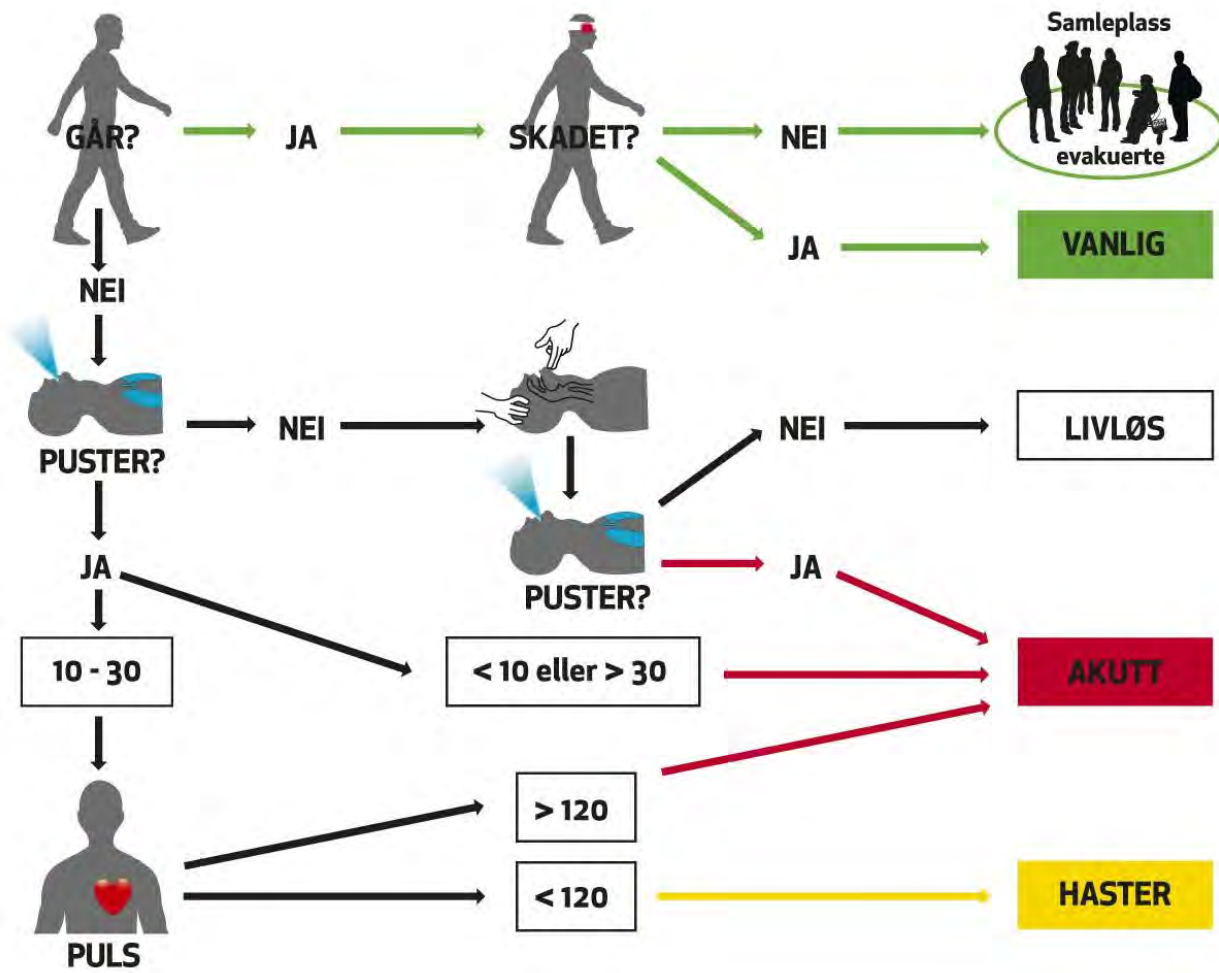 Samleplass
GÅR?
JA
SKADET?
NEI
evakuerte
JA
VANLIG
NEI
PUSTER?
NEI
NEI
LIVLØS
PUSTER?
JA
JA
10 - 30
< 10 eller > 30
AKUTT
> 120
< 120
HASTER
PULS